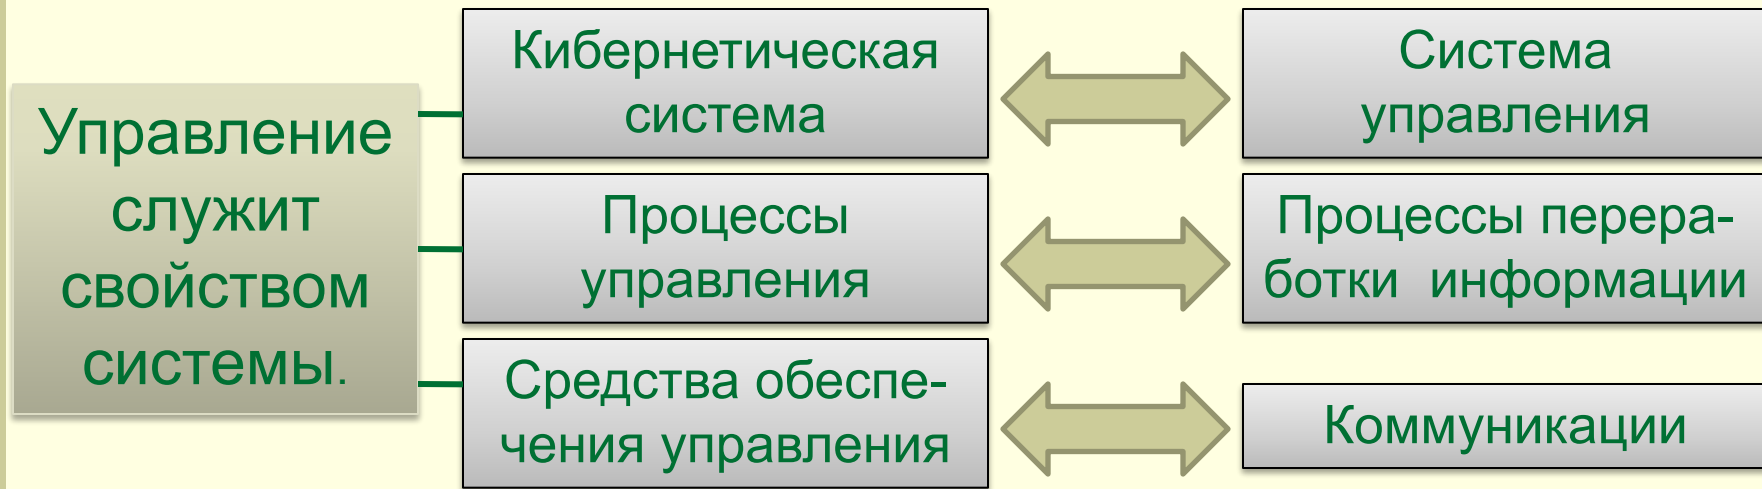 Управление
служит
свойством
системы.
Кибернетическая
система
Система
управления
Процессы
управления
Процессы перера-
ботки информации
Средства обеспе-
чения управления
Коммуникации